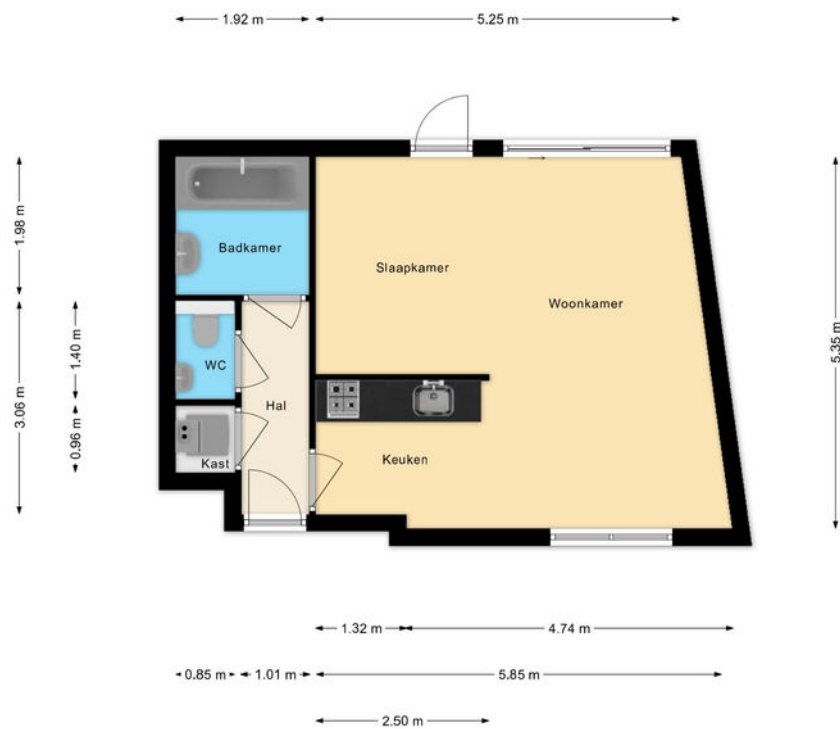 1.92 m
5.25 m
1.98 m
Badkamer
Slaapkamer
Woonkamer
3.06 m
1.40 m
WC
5.35 m
Hal
0.96 m
Kast
Keuken
1.32 m
4.74 m
0.85 m
1.01 m
5.85 m
2.50 m